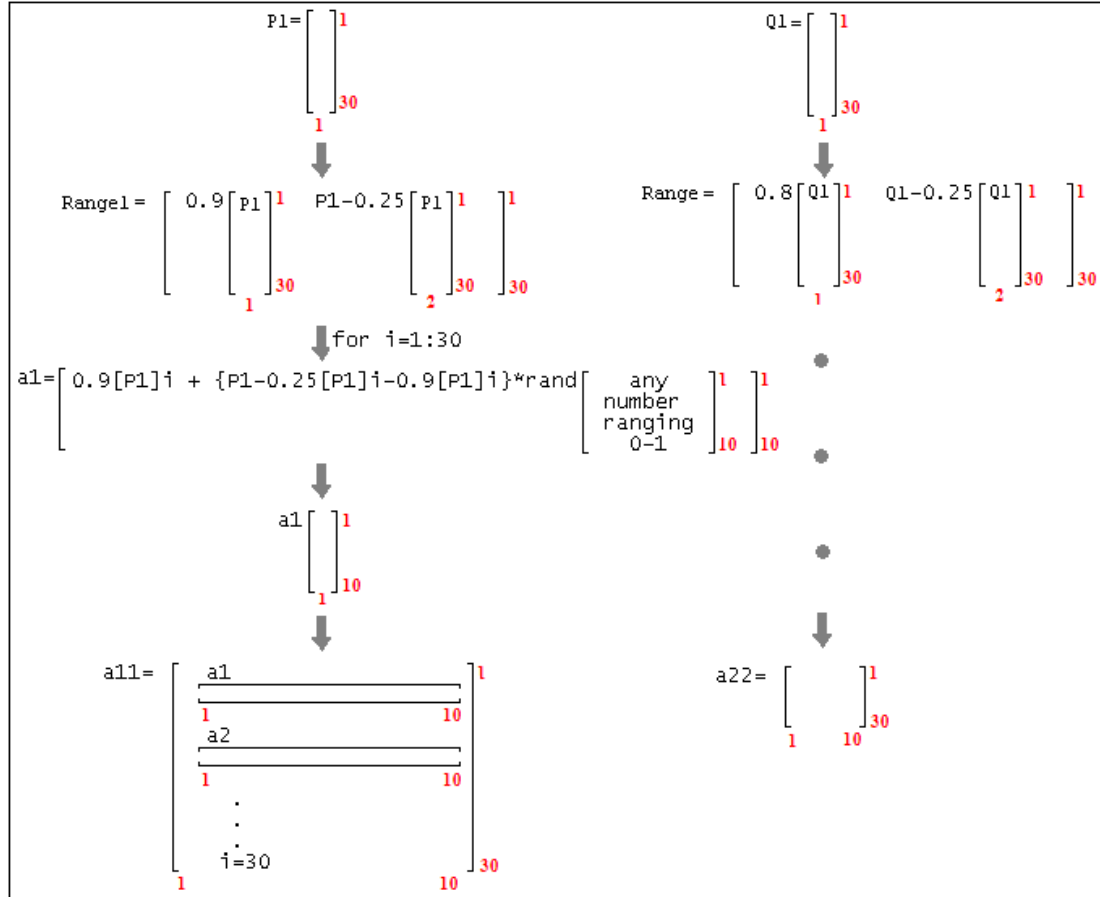 P1= 1
30
1
Q1= 1
30
1
Range1= 0.9 P1 1 P1-0.25 P1 1 1
30 30 30
1 2
Range= 0.8 Q1 1 Q1-0.25 Q1 1 1
30 30 30
1 2
for i=1:30
a1= 0.9[P1]i + {P1-0.25[P1]i-0.9[P1]i}*rand any 1 1
number
ranging
0-1 10 10
a1 1
10
1
a11= a1 1
1 10
a2
1 10
.
.
.
i=30 30
1 10
a22= 1
30
1 10